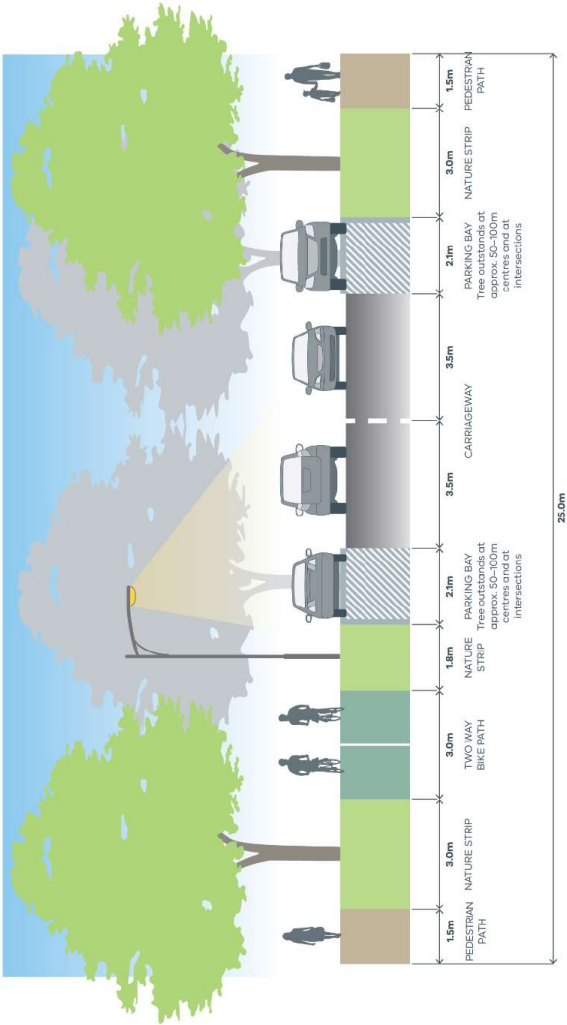 1.5m
PEDESTRIAN
PATH
3.0m
NATURE STRIP
3.0m
TWO WAY
BIKE PATH
1.8m
NATURE
STRIP
2.1m
PARKING BAY
Tree outstands at
approx. 50–100m
centres and at
intersections
3.5m
CARRIAGEWAY
3.5m
2.1m
PARKING BAY
Tree outstands at
approx. 50–100m
centres and at
intersections
3.0m
NATURE STRIP
1.5m
PEDESTRIAN
PATH
25.0m